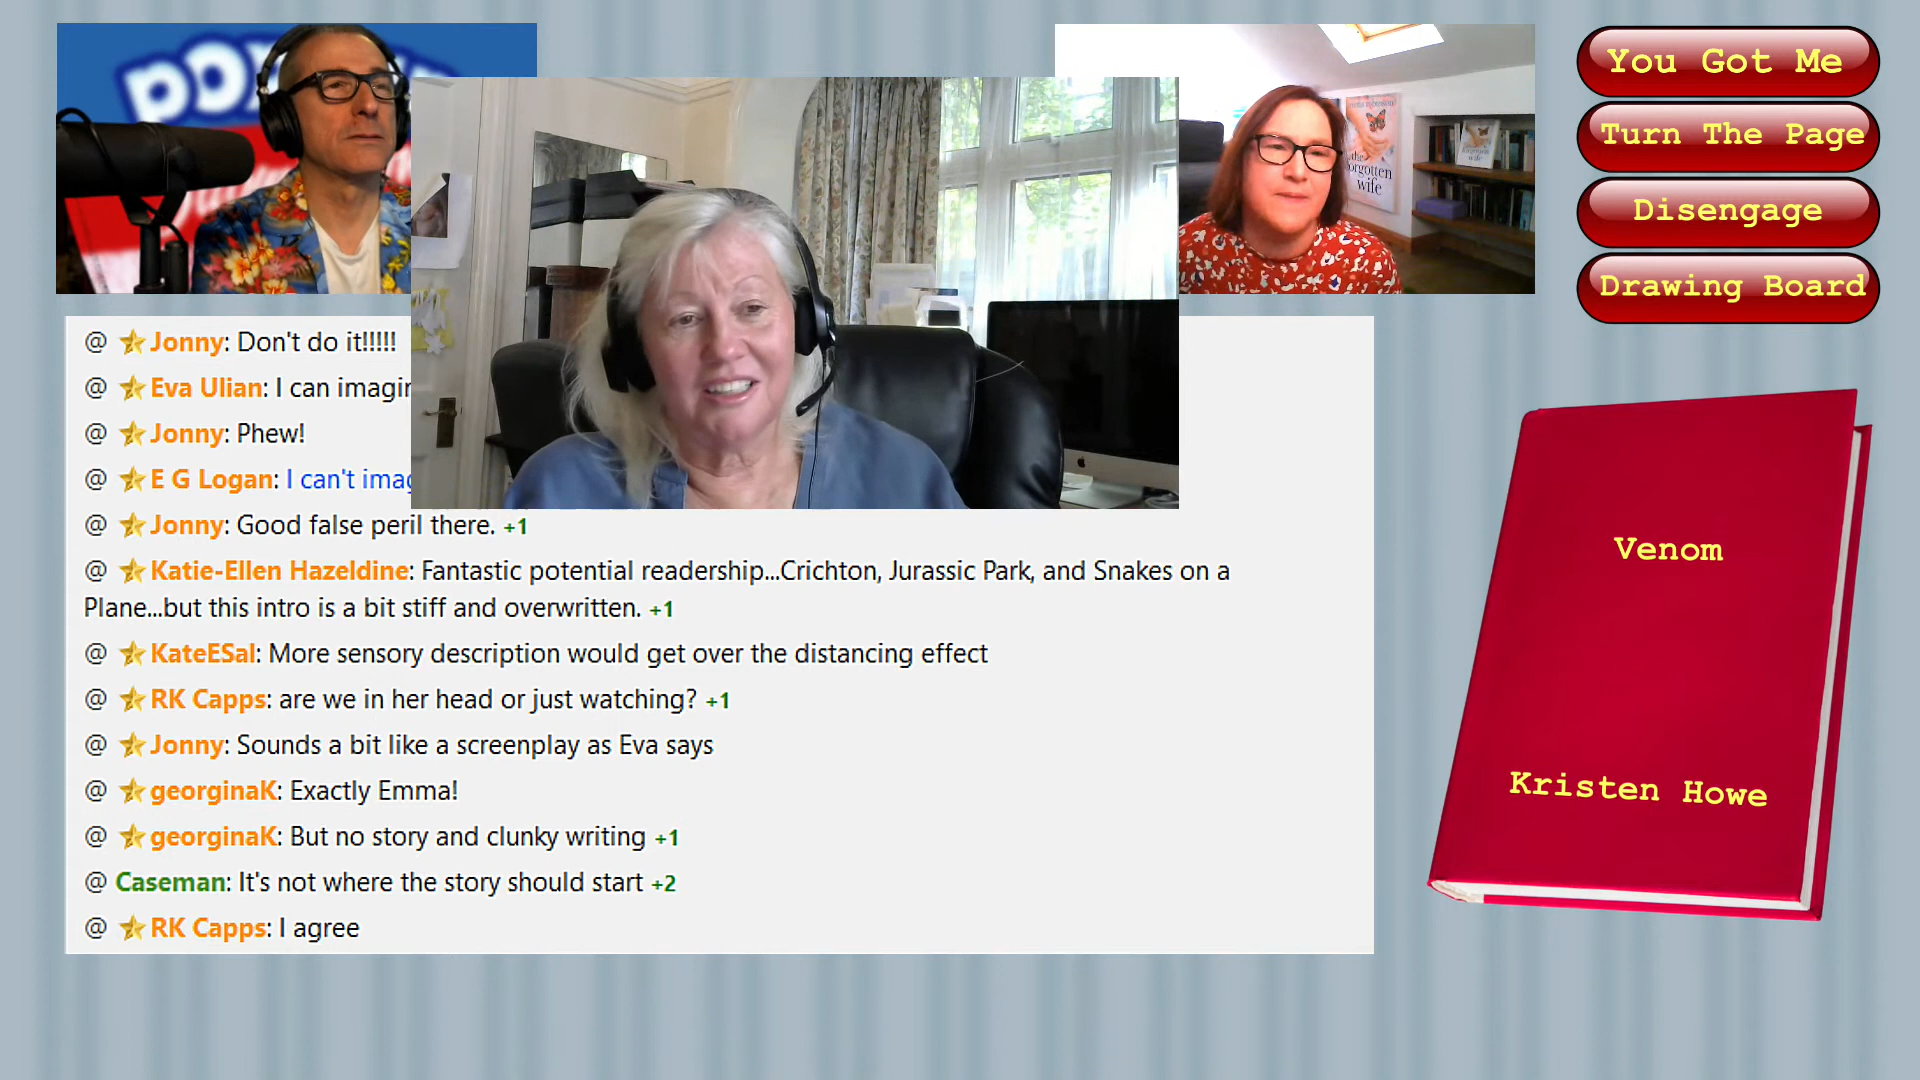 You Got Me
Turn The Page
Disengage
Drawing Board
the
forgotten
wife
@ Jonny: Don't do it!!!!!
@ Eva Ulian: I can
@ Jonny: Phew!
@ E G Logan: I can't
@ Jonny: Good false peril there. +1
@ Katie-Ellen Hazeldine: Fantastic potential readership...Crichton, Jurassic Park, and Snakes on a
Plane...but this intro is a bit stiff and overwritten. +1
@ KateESal: More sensory description would get over the distancing effect
@ RK Capps: are we in her head or just watching? +1
@ Jonny: Sounds a bit like a screenplay as Eva says
@ georginaK: Exactly Emma!
@ georginaK: But no story and clunky writing +1
@ Caseman: It's not where the story should start +2
@ RK Capps: I agree
Venom
Kristen Howe